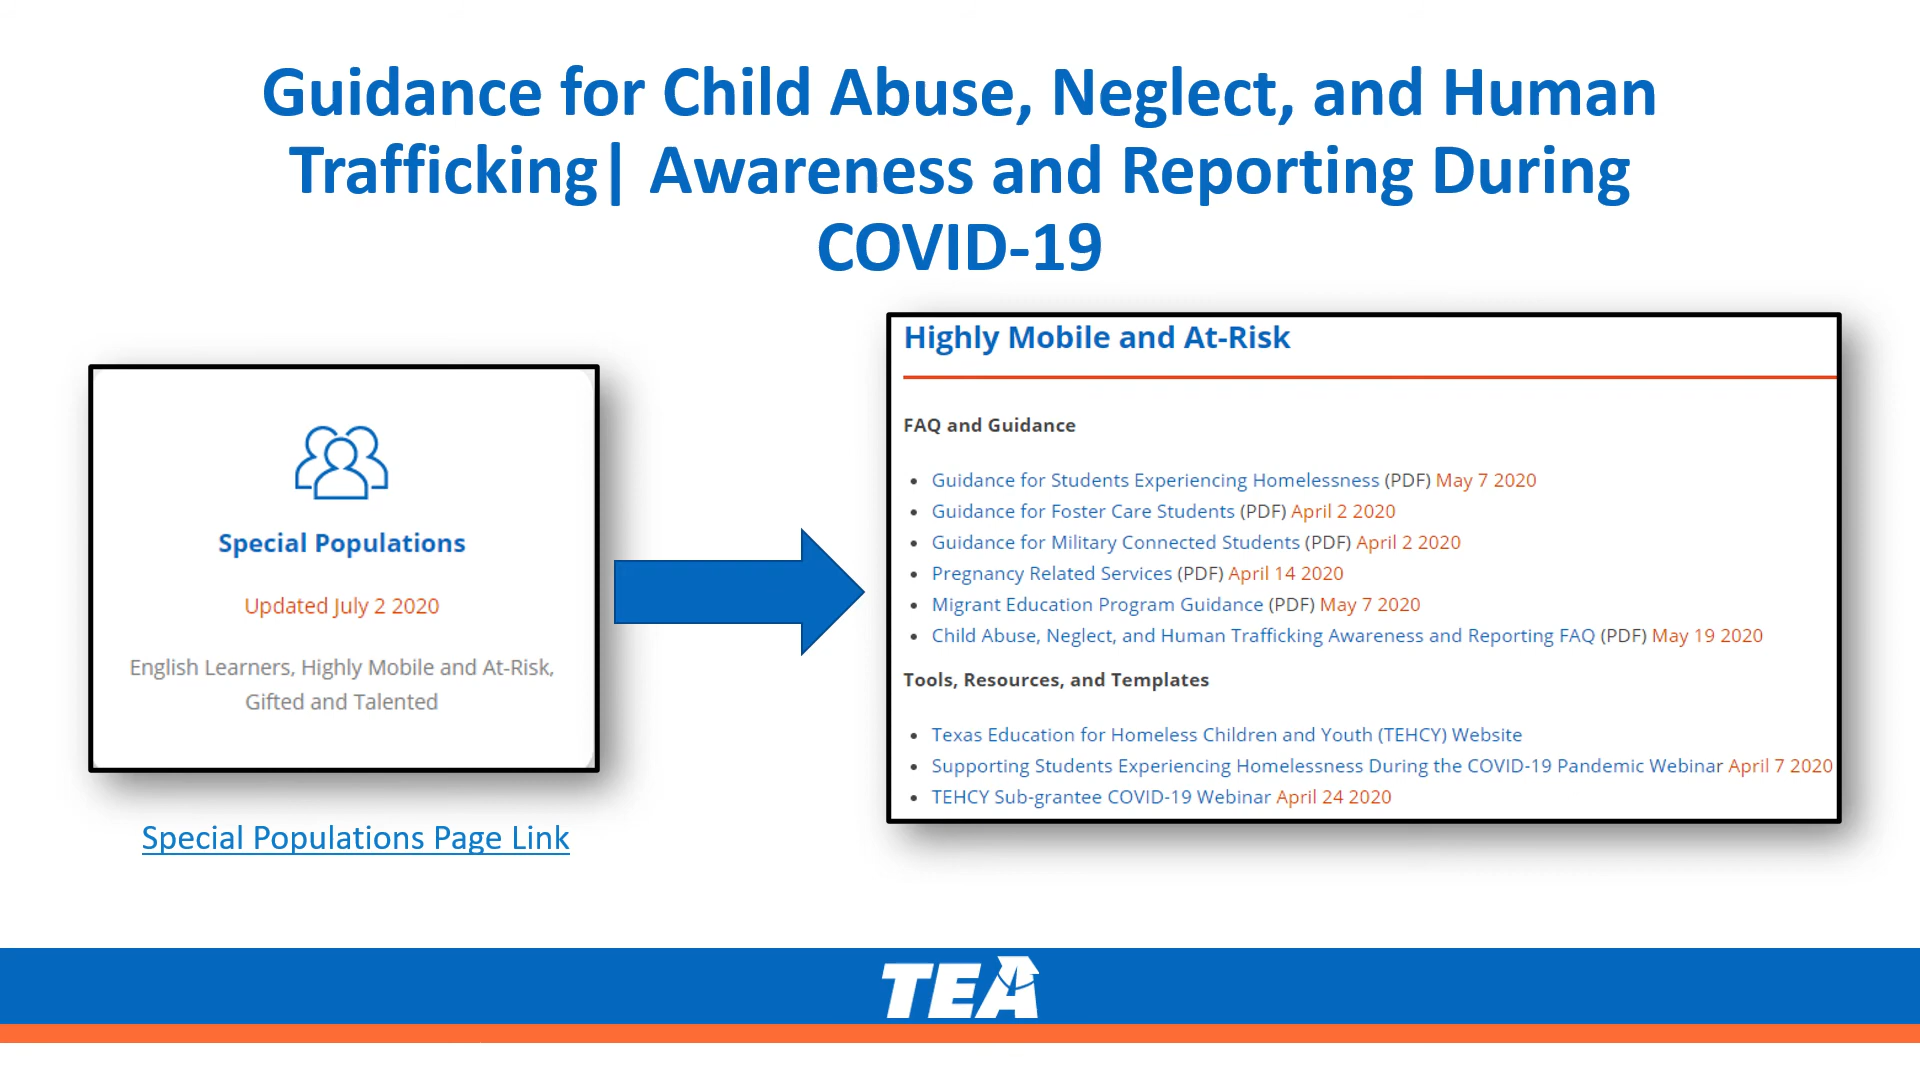 Guidance for Child Abuse, Neglect, and Human
Trafficking| Awareness and Reporting During
COVID-19
Special Populations
Updated July 2 2020
English Learners, Highly Mobile and At-Risk,
Gifted and Talented
Special Populations Page Link
Highly Mobile and At-Risk
FAQ and Guidance
• Guidance for Students Experiencing Homelessness (PDF) May 7 2020
• Guidance for Foster Care Students (PDF) April 2 2020
• Guidance for Military Connected Students (PDF) April 2 2020
• Pregnancy Related Services (PDF) April 14 2020
• Migrant Education Program Guidance (PDF) May 7 2020
• Child Abuse, Neglect, and Human Trafficking Awareness and Reporting FAQ (PDF) May 19 2020
Tools, Resources, and Templates
• Texas Education for Homeless Children and Youth (TEHCY) Website
• Supporting Students Experiencing Homelessness During the COVID-19 Pandemic Webinar April 7 2020
• TEHCY Sub-grantee COVID-19 Webinar April 24 2020
TEA